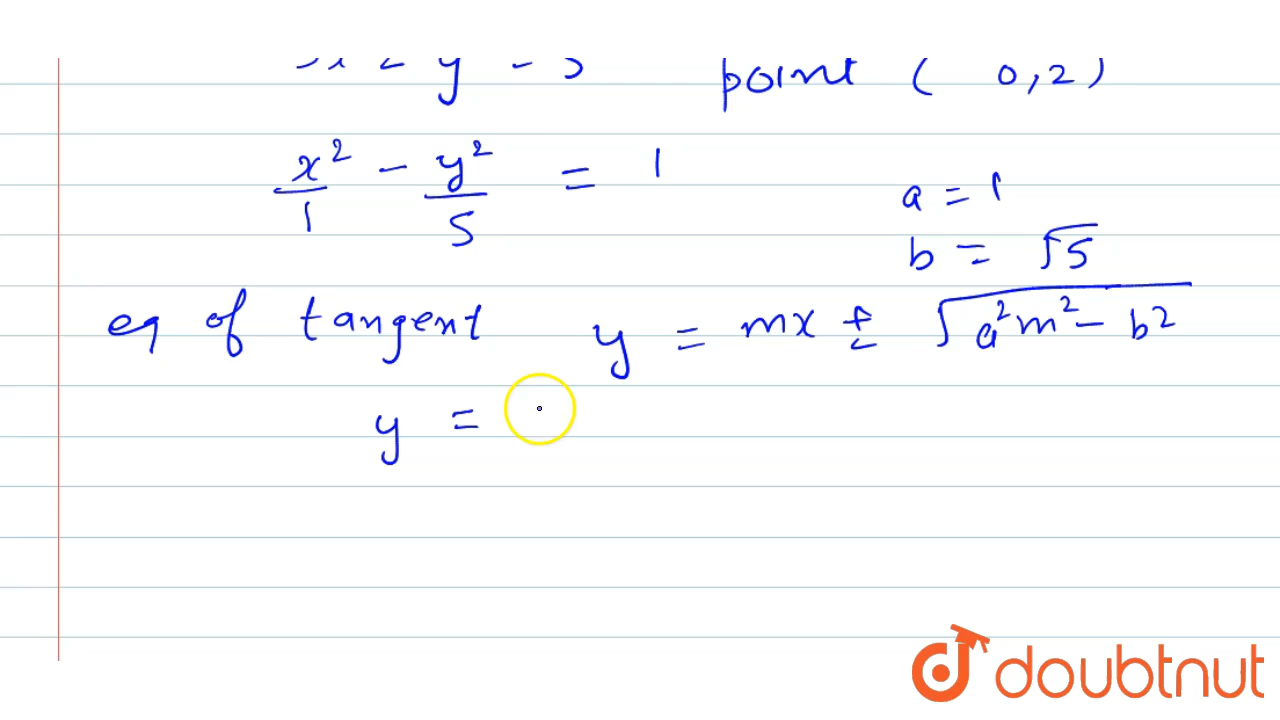 point ( 0,2)
x² / 1 - y² / 5 = 1
a = 1
b = √5
eq of tangent y = mx ± √(a²m² - b²)
y =
doubtnut